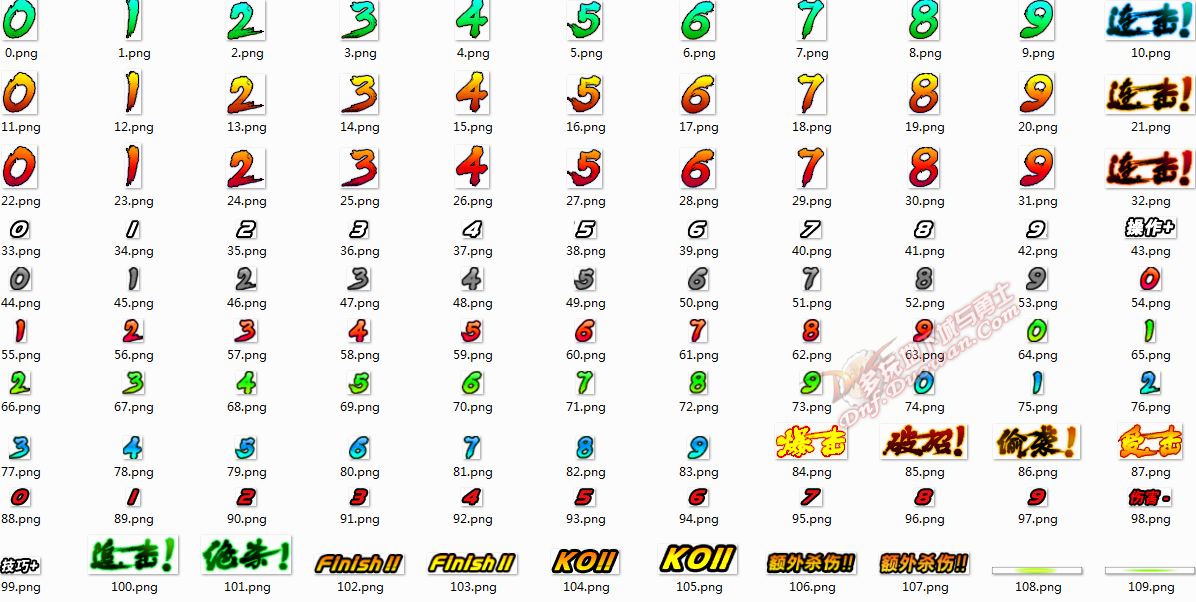 0 1 2 3 4 5 6 7 8 9 连击!
0.png 1.png 2.png 3.png 4.png 5.png 6.png 7.png 8.png 9.png 10.png
0 1 2 3 4 5 6 7 8 9 连击!
11.png 12.png 13.png 14.png 15.png 16.png 17.png 18.png 19.png 20.png 21.png
0 1 2 3 4 5 6 7 8 9 连击!
22.png 23.png 24.png 25.png 26.png 27.png 28.png 29.png 30.png 31.png 32.png
0 1 2 3 4 5 6 7 8 9 操作+
33.png 34.png 35.png 36.png 37.png 38.png 39.png 40.png 41.png 42.png 43.png
0 1 2 3 4 5 6 7 8 9 0
44.png 45.png 46.png 47.png 48.png 49.png 50.png 51.png 52.png 53.png 54.png
1 2 3 4 5 6 7 8 9 0 1
55.png 56.png 57.png 58.png 59.png 60.png 61.png 62.png 63.png 64.png 65.png
2 3 4 5 6 7 8 9 0 1 2
66.png 67.png 68.png 69.png 70.png 71.png 72.png 73.png 74.png 75.png 76.png
3 4 5 6 7 8 9 爆击 破招! 偷袭!
77.png 78.png 79.png 80.png 81.png 82.png 83.png 84.png 85.png 86.png 87.png
0 1 2 3 4 5 6 7 8 9 伤害-
88.png 89.png 90.png 91.png 92.png 93.png 94.png 95.png 96.png 97.png 98.png
技巧+ 追击! 绝杀! Finish!! Finish!! KO!! KO!! 额外杀伤!! 额外杀伤!!
99.png 100.png 101.png 102.png 103.png 104.png 105.png 106.png 107.png 108.png 109.png